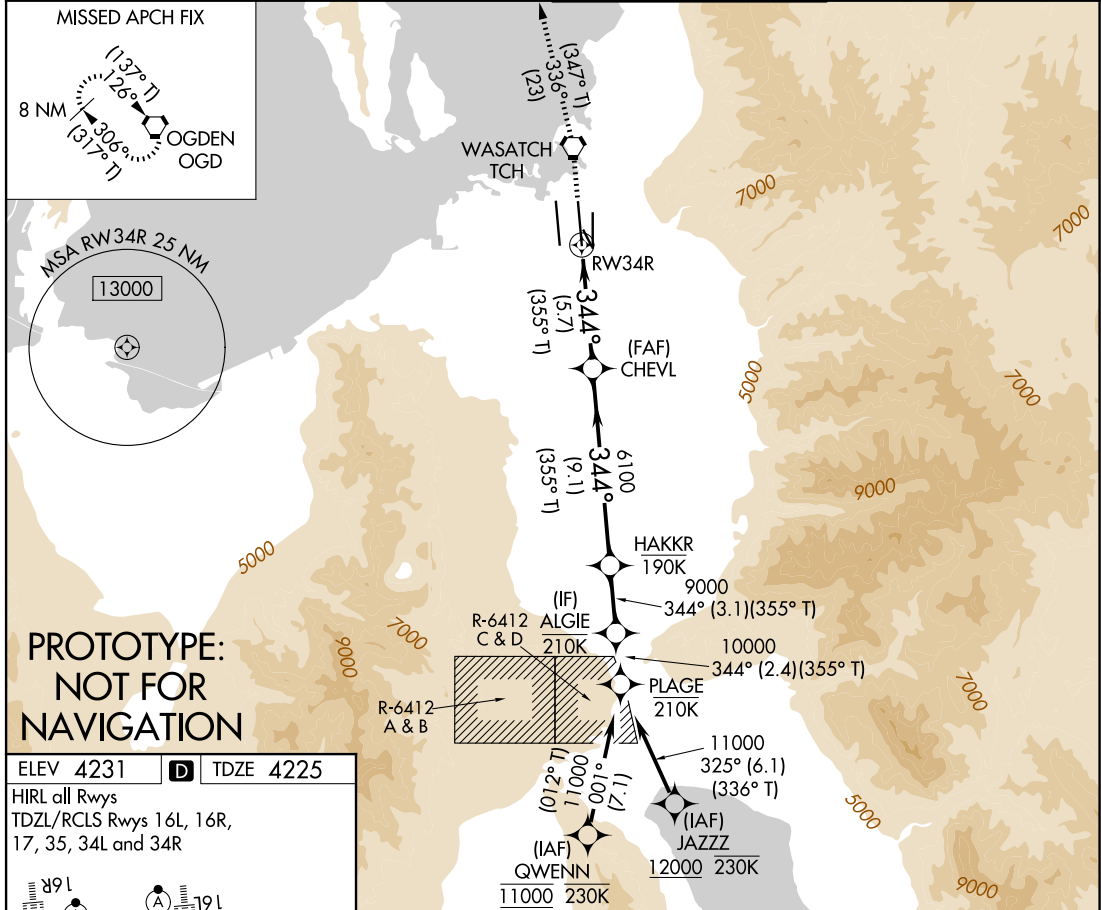 MISSED APCH FIX
(137° T)
126°
8 NM
306°
(317° T)
OGDEN
OGD
(347° T)
336°
(23)
WASATCH
TCH
7000
7000
MSA RW34R 25 NM
13000
RW34R
344°
(5.7)
(355° T)
(FAF)
CHEVL
5000
7000
6100
344°
(9.1)
(355° T)
9000
5000
HAKKR
190K
9000
344° (3.1)(355° T)
(IF)
ALGIE
210K
R-6412
C & D
10000
344° (2.4)(355° T)
7000
9000
PROTOTYPE:
NOT FOR
NAVIGATION
R-6412
A & B
PLAGE
210K
7000
11000
325° (6.1)
(336° T)
(012° T)
11000
001°
(7.1)
5000
ELEV 4231
D
TDZE 4225
HIRL all Rwys
TDZL/RCLS Rwys 16L, 16R,
17, 35, 34L and 34R
(IAF)
JAZZZ
12000 230K
(IAF)
QWENN
11000 230K
9000
16R
A
16L